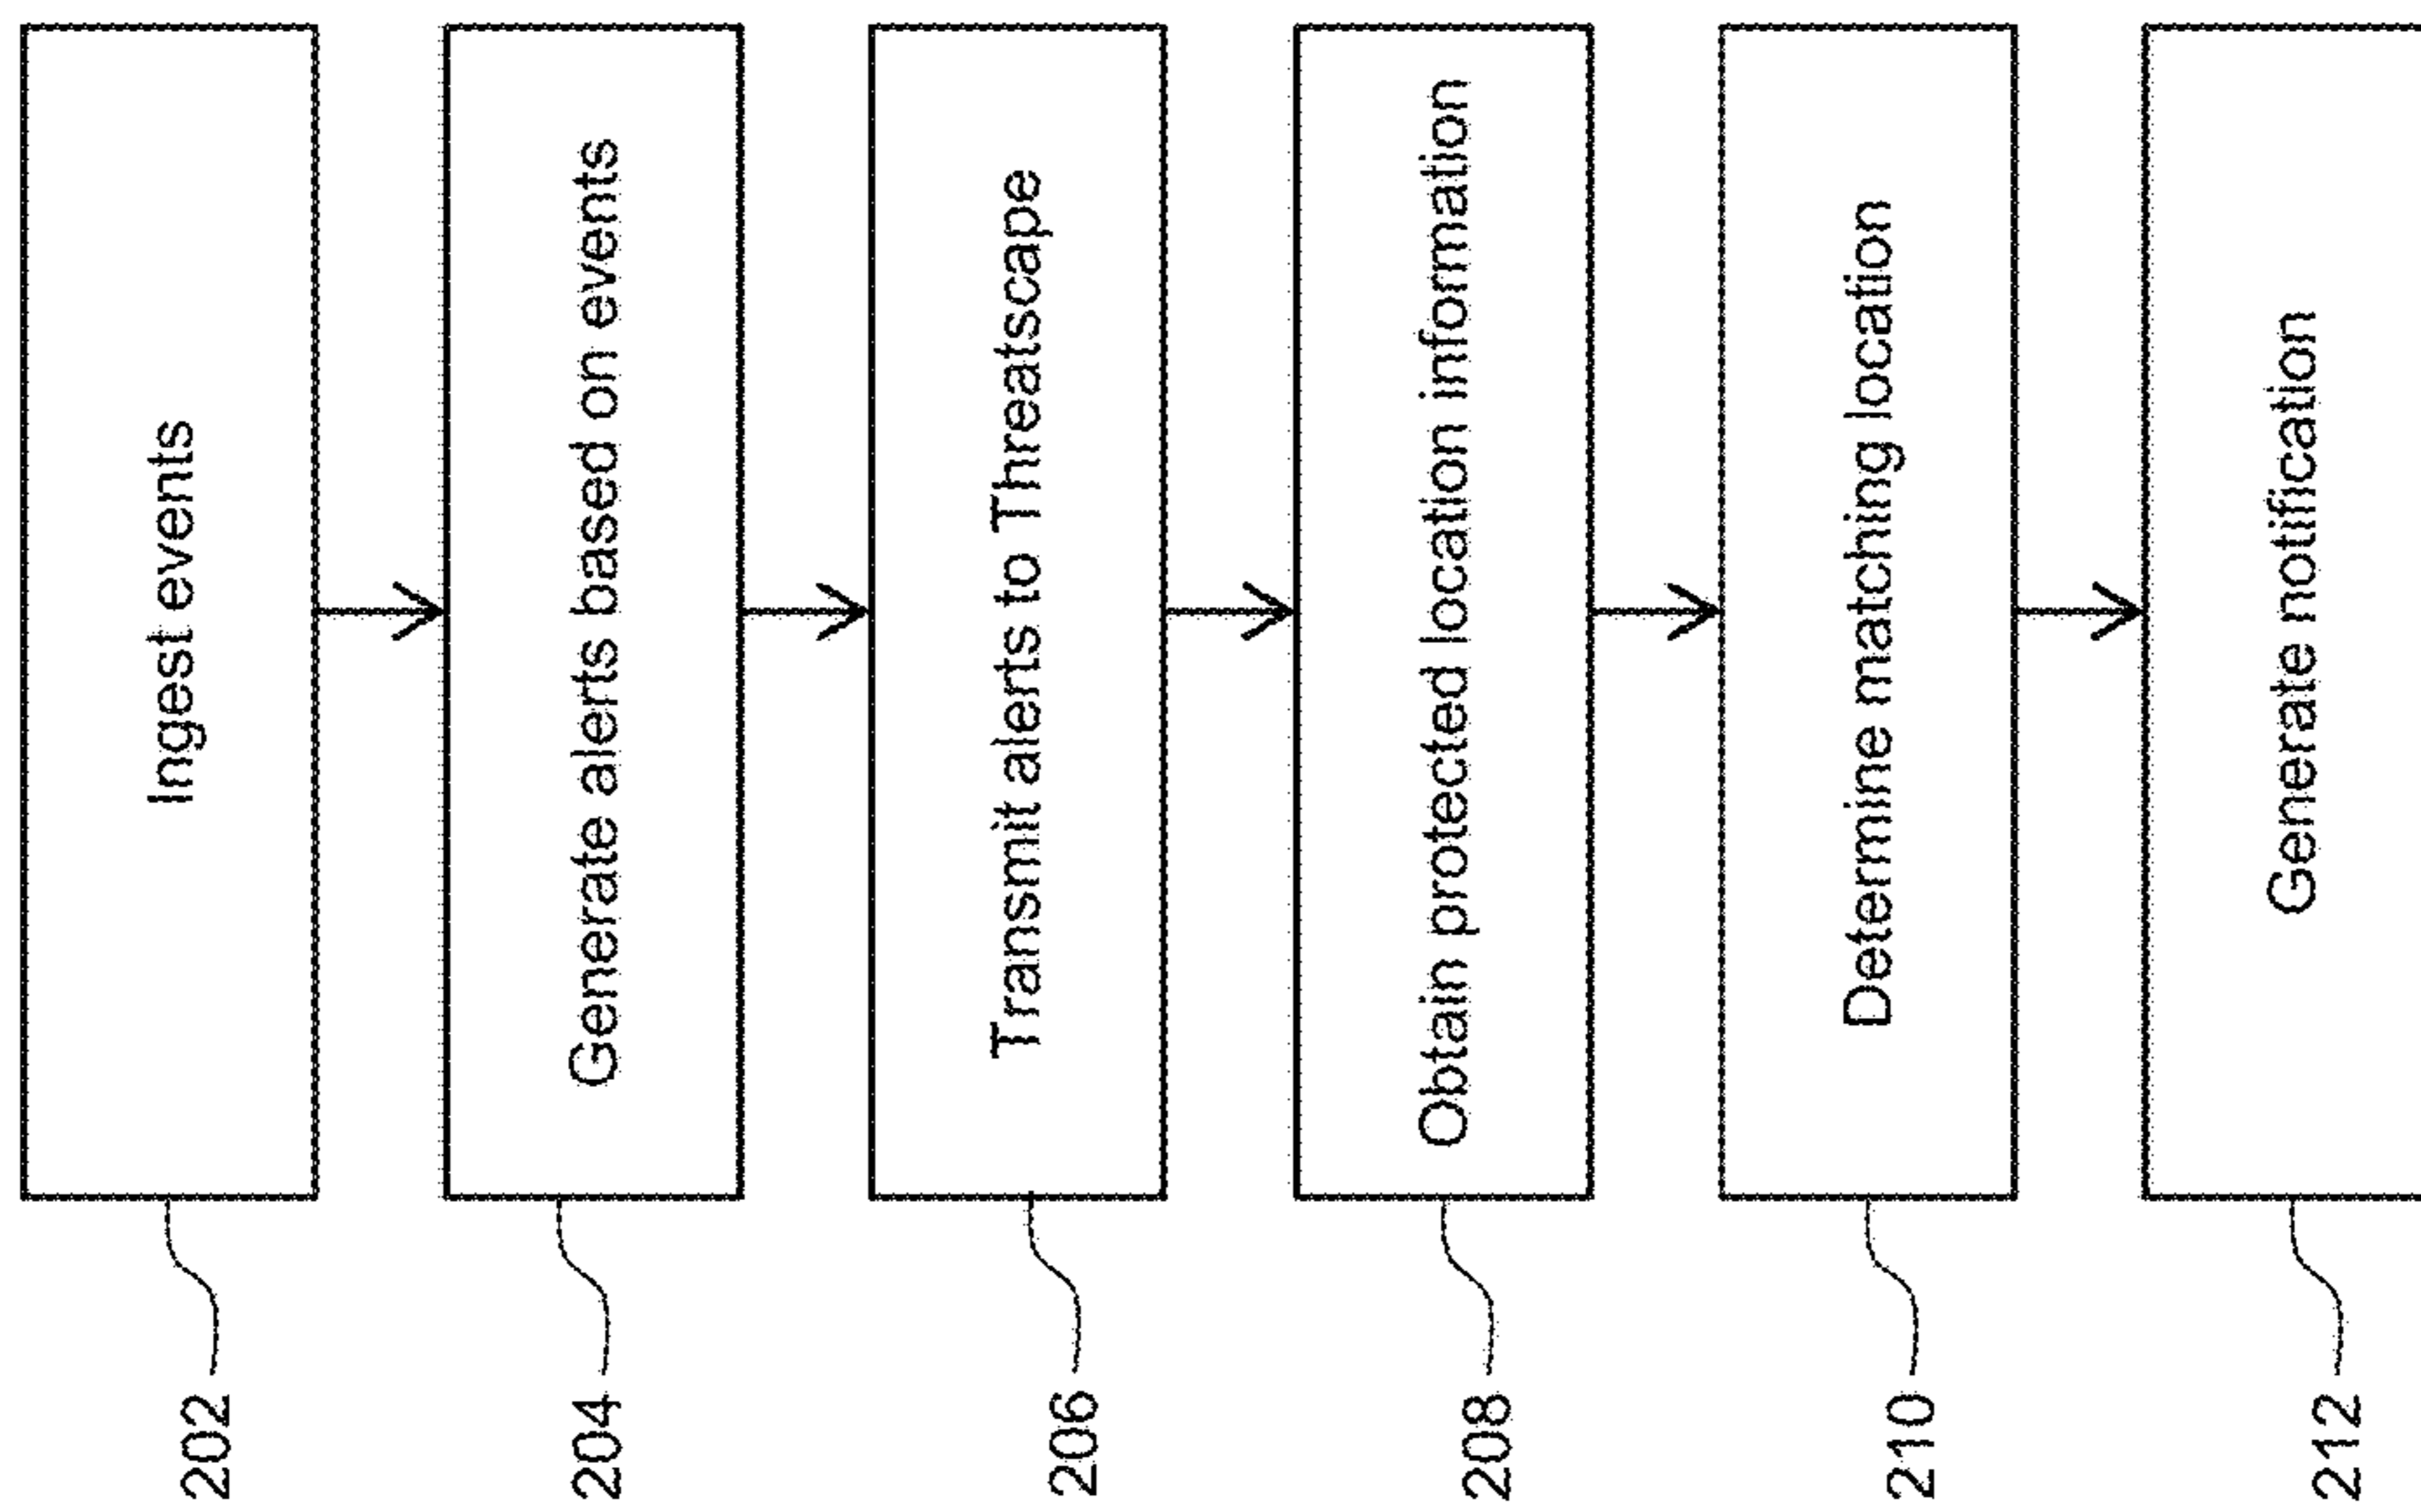 202
Ingest events
204
Generate alerts based on events
206
Transmit alerts to Threatscape
208
Obtain protected location information
210
Determine matching location
212
Generate notification